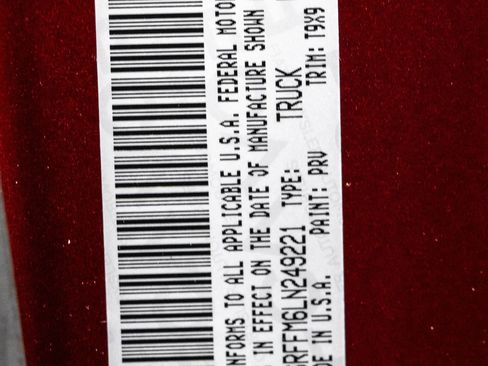 NFORMS TO ALL APPLICABLE U.S.A. FEDERAL MOTO
IN EFFECT ON THE DATE OF MANUFACTURE SHOWN
SRFFM6LN249221 TYPE: TRUCK
DE IN U.S.A. PAINT: PRV TRIM: T9X9